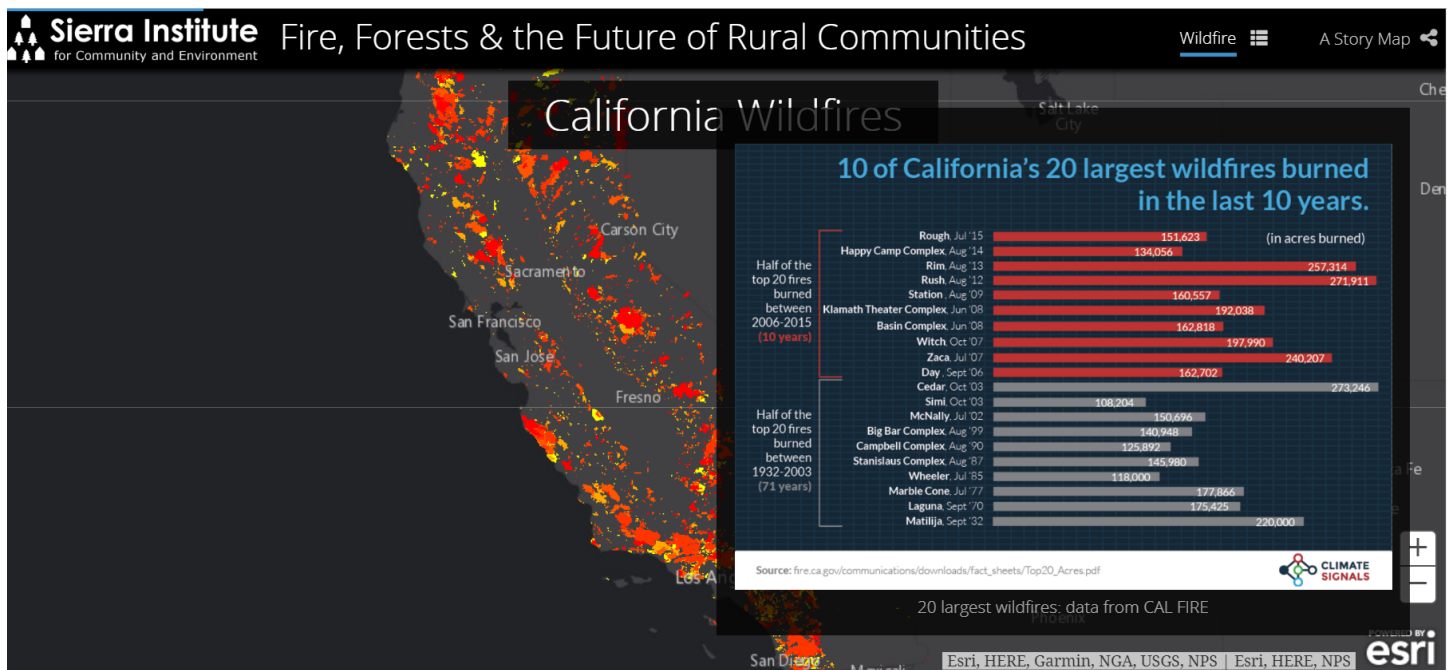 Sierra Institute
for Community and Environment
Fire, Forests & the Future of Rural Communities
Wildfire
A Story Map
California Wildfires
Salt Lake
City
Che
Den
Carson City
Sacramento
San Francisco
San Jose
Fresno
Los An
San Diego
Phoenix
a Fe
10 of California's 20 largest wildfires burned
in the last 10 years.
(in acres burned)
Half of the
top 20 fires
burned
between
2006-2015
(10 years)
Rough, Jul '15 151,623
Happy Camp Complex, Aug '14 134,056
Rim, Aug '13 257,314
Rush, Aug '12 271,911
Station, Aug '09 160,557
Klamath Theater Complex, Jun '08 192,038
Basin Complex, Jun '08 162,818
Witch, Oct '07 197,990
Zaca, Jul '07 240,207
Day, Sept '06 162,702
Half of the
top 20 fires
burned
between
1932-2003
(71 years)
Cedar, Oct '03 273,246
Simi, Oct '03 108,204
McNally, Jul '02 150,696
Big Bar Complex, Aug '99 140,948
Campbell Complex, Aug '90 125,892
Stanislaus Complex, Aug '87 145,980
Wheeler, Jul '85 118,000
Marble Cone, Jul '77 177,866
Laguna, Sept '70 175,425
Matilija, Sept '32 220,000
Source: fire.ca.gov/communications/downloads/fact_sheets/Top20_Acres.pdf
CLIMATE
SIGNALS
20 largest wildfires: data from CAL FIRE
+
−
POWERED BY
esri
Esri, HERE, Garmin, NGA, USGS, NPS | Esri, HERE, NPS